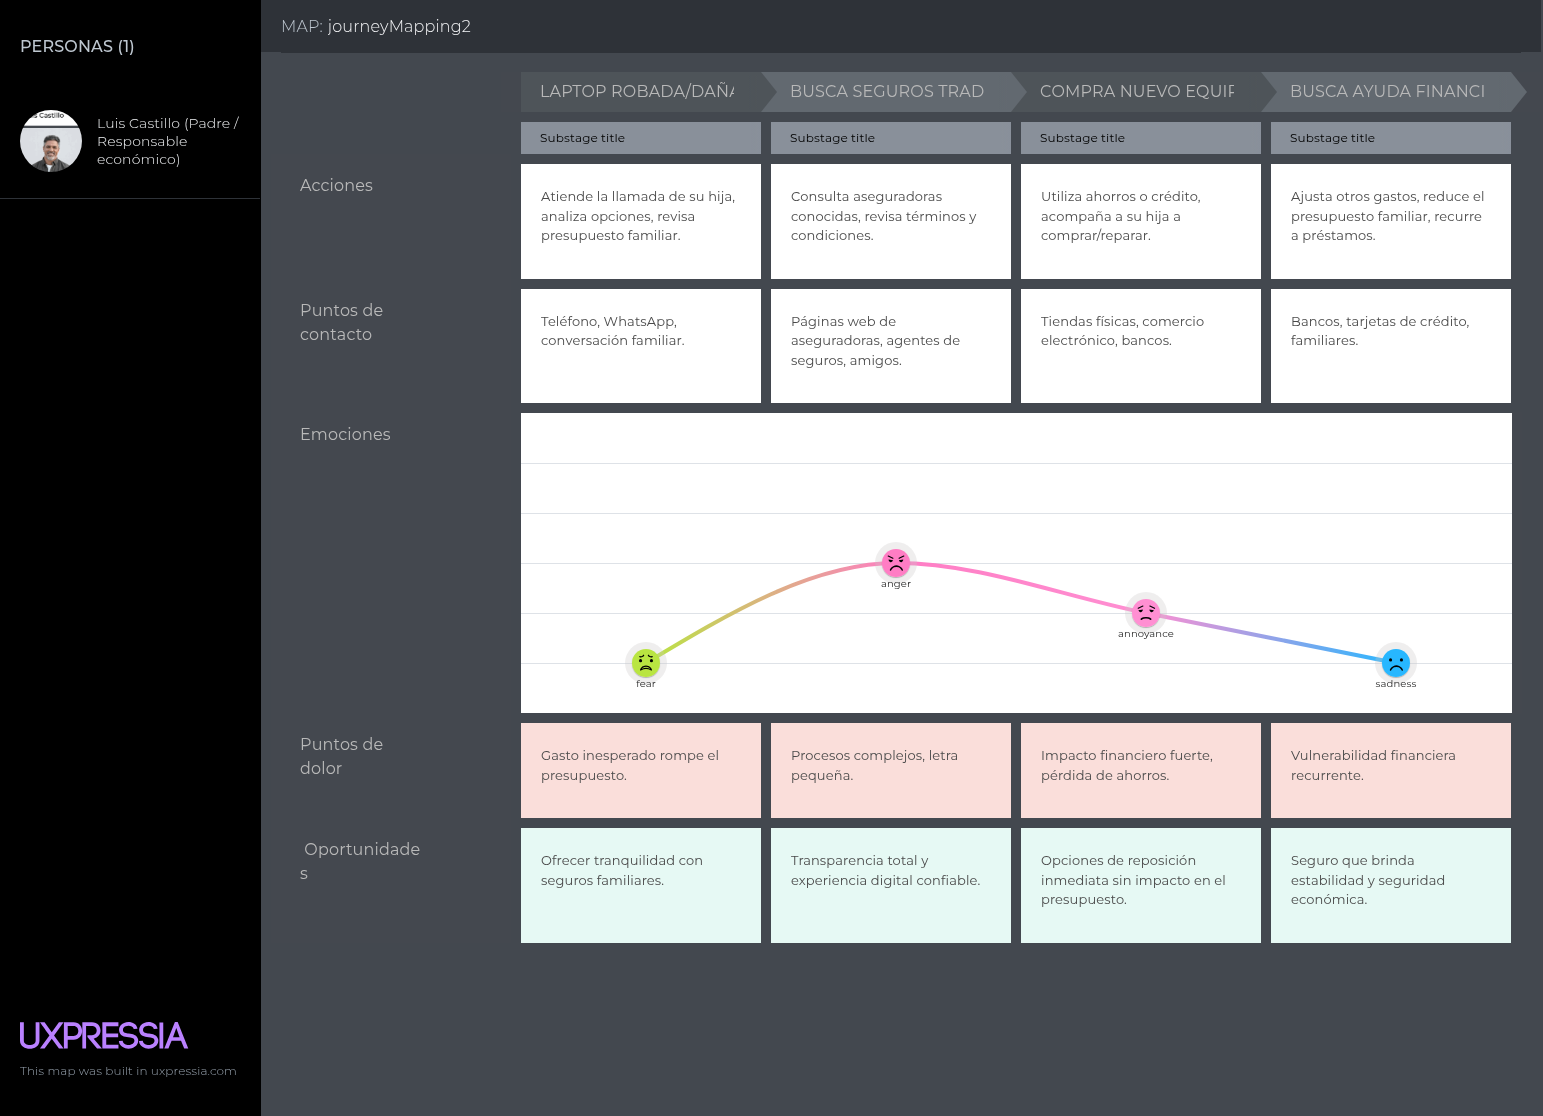 PERSONAS (1)
Luis Castillo (Padre /
Responsable
económico)
MAP: journeyMapping2
LAPTOP ROBADA/DAÑA
BUSCA SEGUROS TRAD
COMPRA NUEVO EQUIP
BUSCA AYUDA FINANCI
Substage title
Substage title
Substage title
Substage title
Acciones
Atiende la llamada de su hija,
analiza opciones, revisa
presupuesto familiar.
Consulta aseguradoras
conocidas, revisa términos y
condiciones.
Utiliza ahorros o crédito,
acompaña a su hija a
comprar/reparar.
Ajusta otros gastos, reduce el
presupuesto familiar, recurre
a préstamos.
Puntos de
contacto
Teléfono, WhatsApp,
conversación familiar.
Páginas web de
aseguradoras, agentes de
seguros, amigos.
Tiendas físicas, comercio
electrónico, bancos.
Bancos, tarjetas de crédito,
familiares.
Emociones
fear
anger
annoyance
sadness
Puntos de
dolor
Gasto inesperado rompe el
presupuesto.
Procesos complejos, letra
pequeña.
Impacto financiero fuerte,
pérdida de ahorros.
Vulnerabilidad financiera
recurrente.
Oportunidade
s
Ofrecer tranquilidad con
seguros familiares.
Transparencia total y
experiencia digital confiable.
Opciones de reposición
inmediata sin impacto en el
presupuesto.
Seguro que brinda
estabilidad y seguridad
económica.
UXPRESSIA
This map was built in uxpressia.com